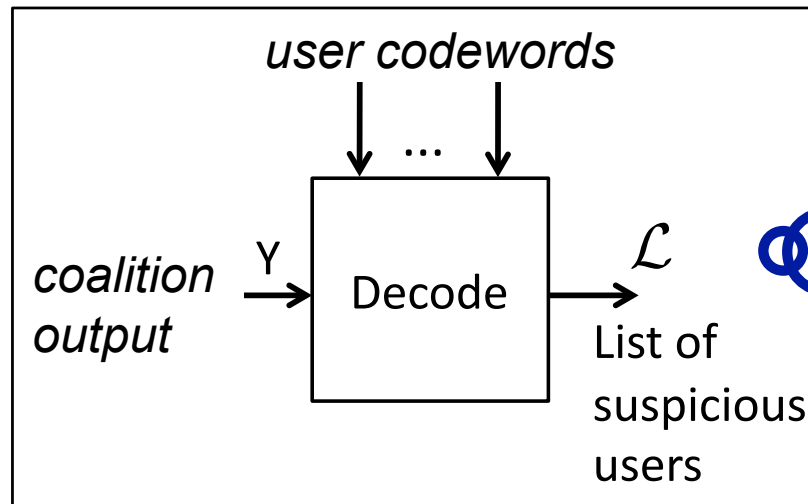 user codewords
...
Y
coalition
output
Decode
ℒ
List of
suspicious
users